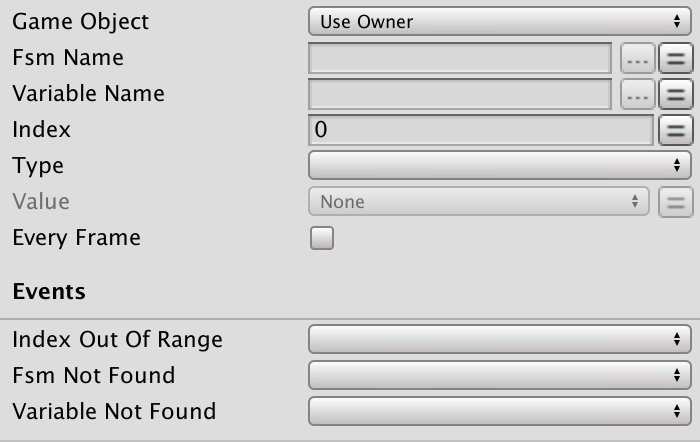 Game Object Use Owner
Fsm Name ...
Variable Name ...
Index 0
Type
Value None
Every Frame
Events
Index Out Of Range
Fsm Not Found
Variable Not Found